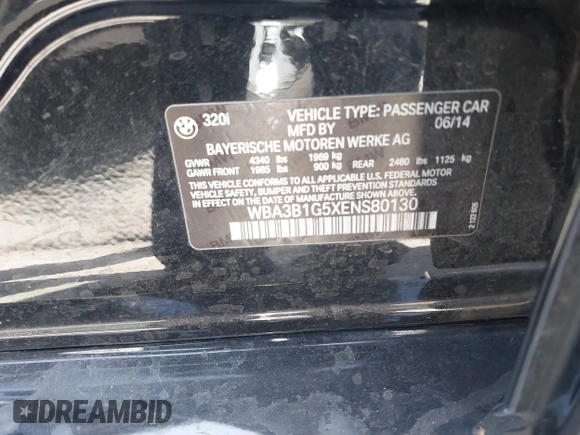 320i VEHICLE TYPE: PASSENGER CAR
MFD BY 06/14
BAYERISCHE MOTOREN WERKE AG
GVWR 4340 lbs 1969 kg
GAWR FRONT 1985 lbs 900 kg REAR 2480 lbs 1125 kg
THIS VEHICLE CONFORMS TO ALL APPLICABLE U.S. FEDERAL MOTOR
VEHICLE SAFETY, BUMPER AND THEFT PREVENTION STANDARDS
IN EFFECT ON THE DATE OF MANUFACTURE SHOWN ABOVE.
WBA3B1G5XENS80130
DREAMBID